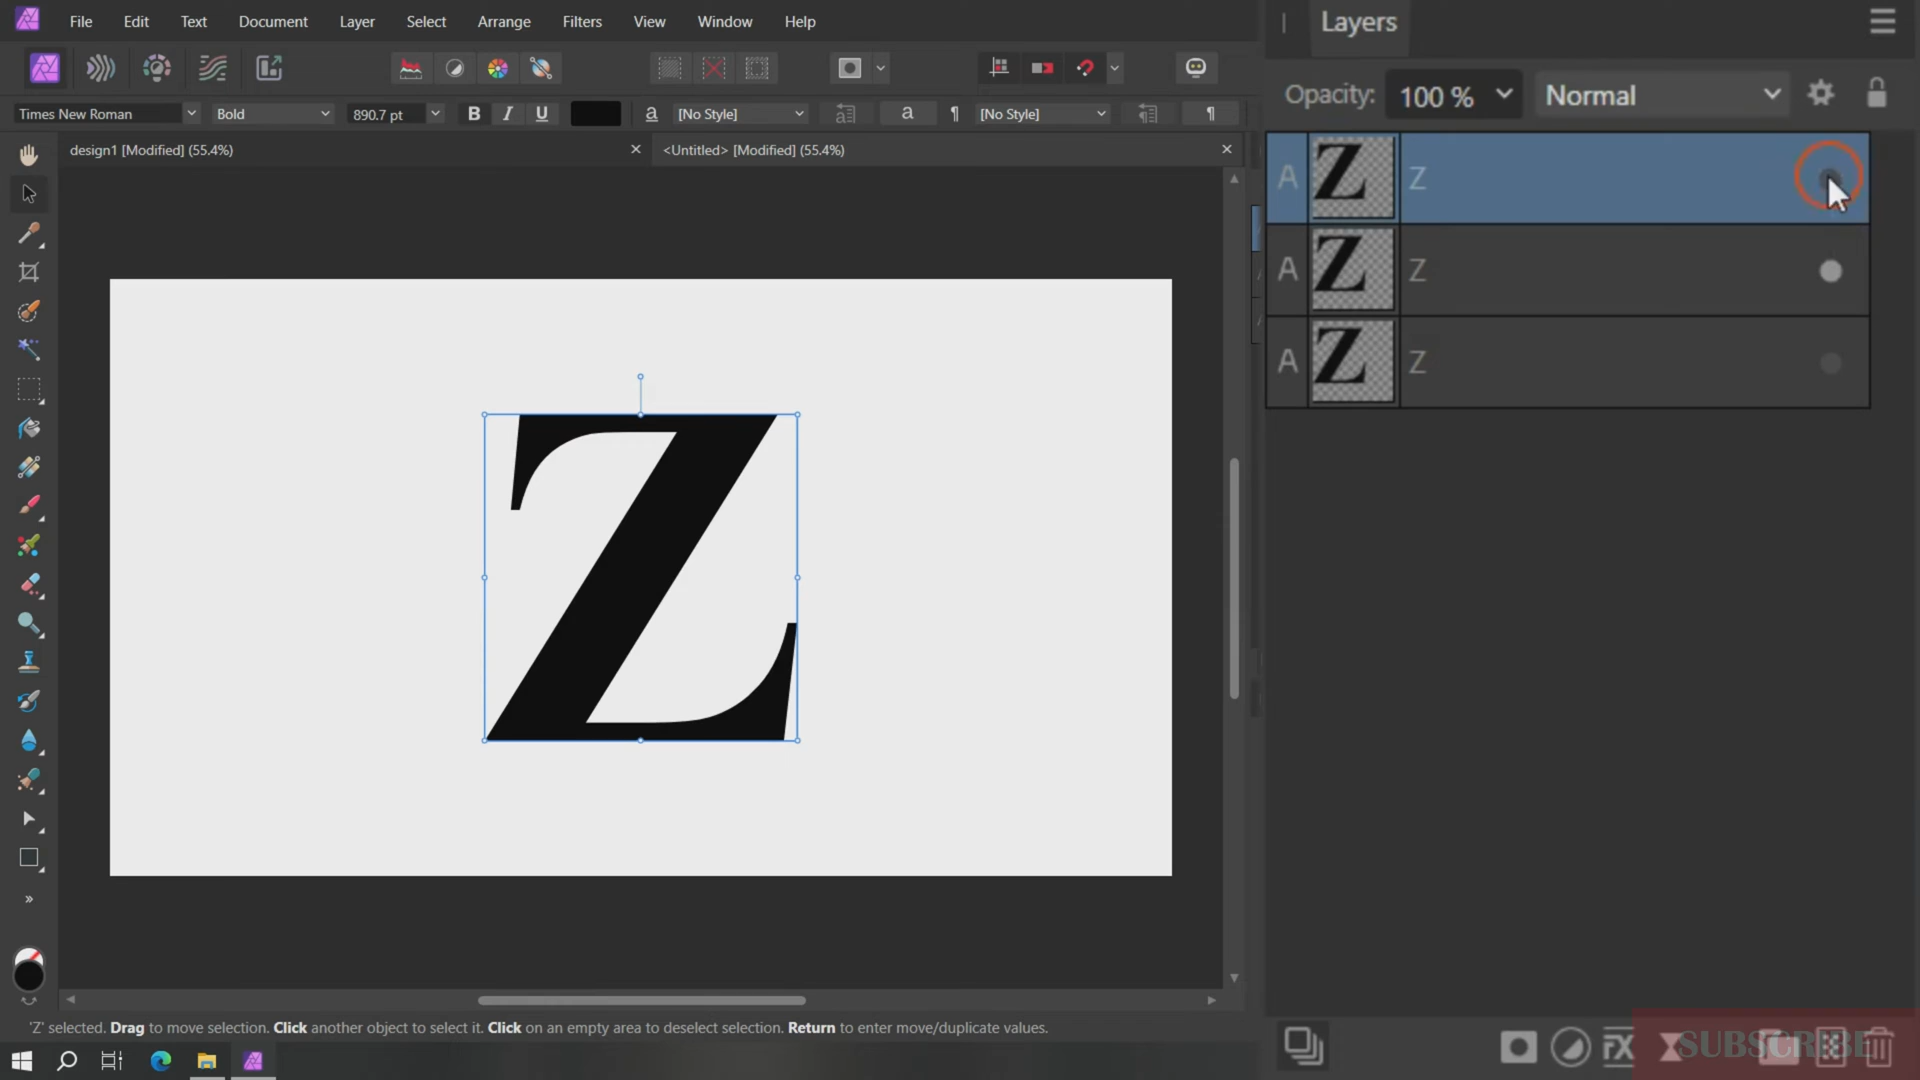 File Edit Text Document Layer Select Arrange Filters View Window Help
Layers
Opacity: 100 % Normal
Times New Roman Bold 890.7 pt B I U a [No Style] a ¶ [No Style] ¶
design1 [Modified] (55.4%) <Untitled> [Modified] (55.4%)
A Z Z
A Z Z
A Z Z
Z
'Z' selected. Drag to move selection. Click another object to select it. Click on an empty area to deselect selection. Return to enter move/duplicate values.
FX SUBSCRIBE